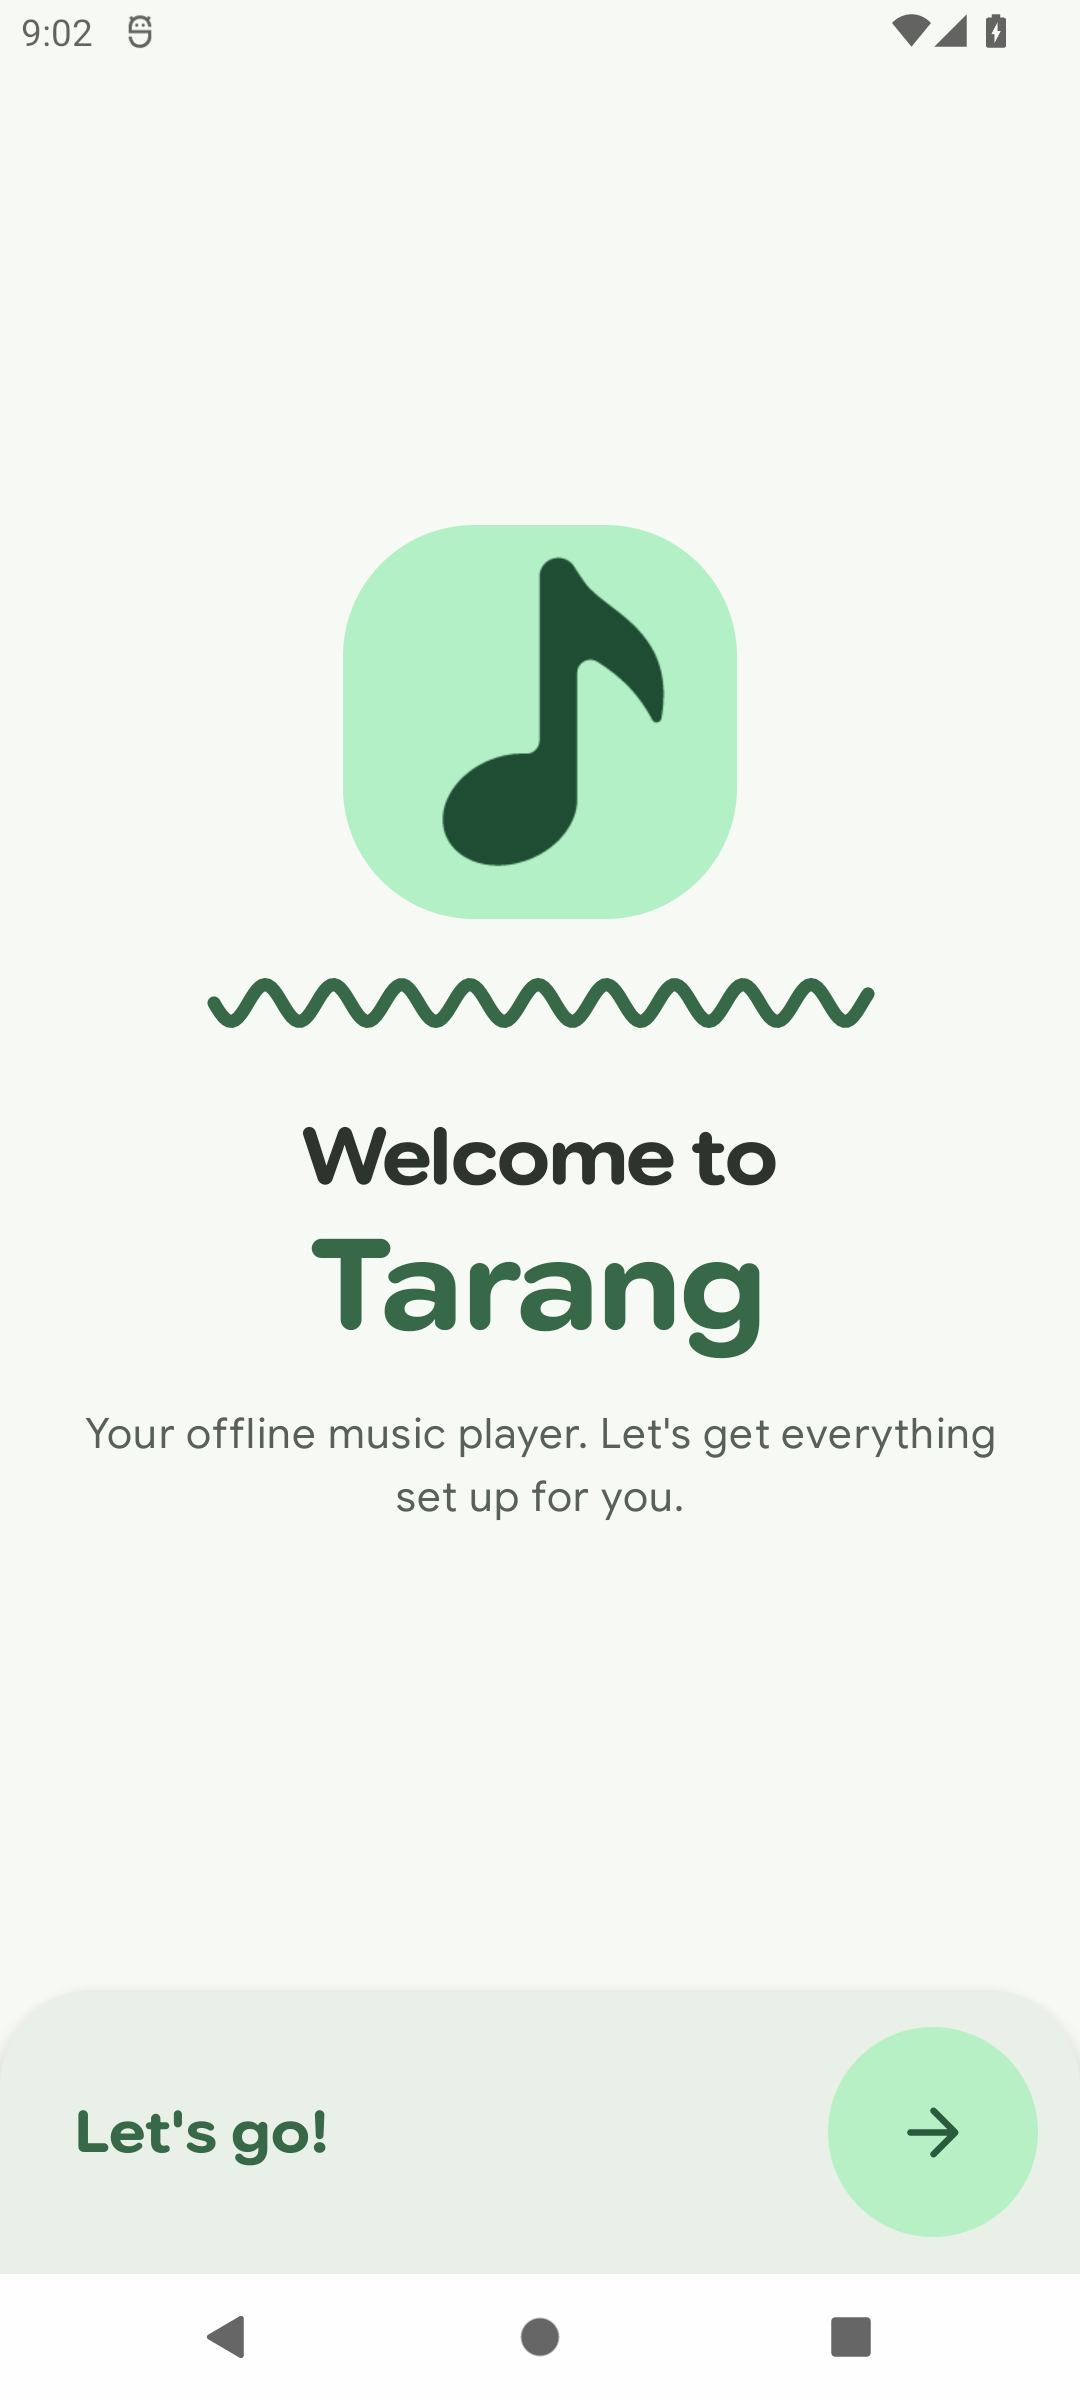 9:02
Welcome to
Tarang
Your offline music player. Let's get everything
set up for you.
Let's go!